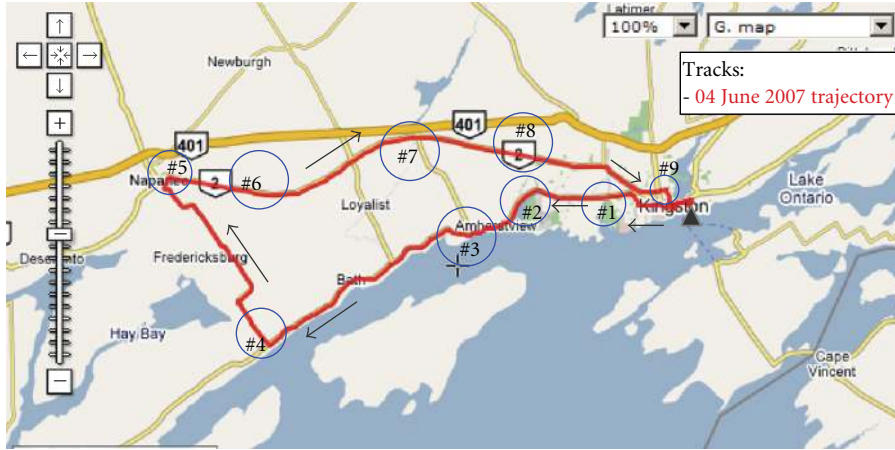 Latimer
100%
G. map
Newburgh
Tracks:
- 04 June 2007 trajectory
401
401
#8
#7
2
#5
Napanee
#6
2
#9
Lake
Ontario
Loyalist
#2
#1
Kingston
Amherstview
#3
Fredericksburg
Bath
Hay Bay
#4
Cape
Vincent